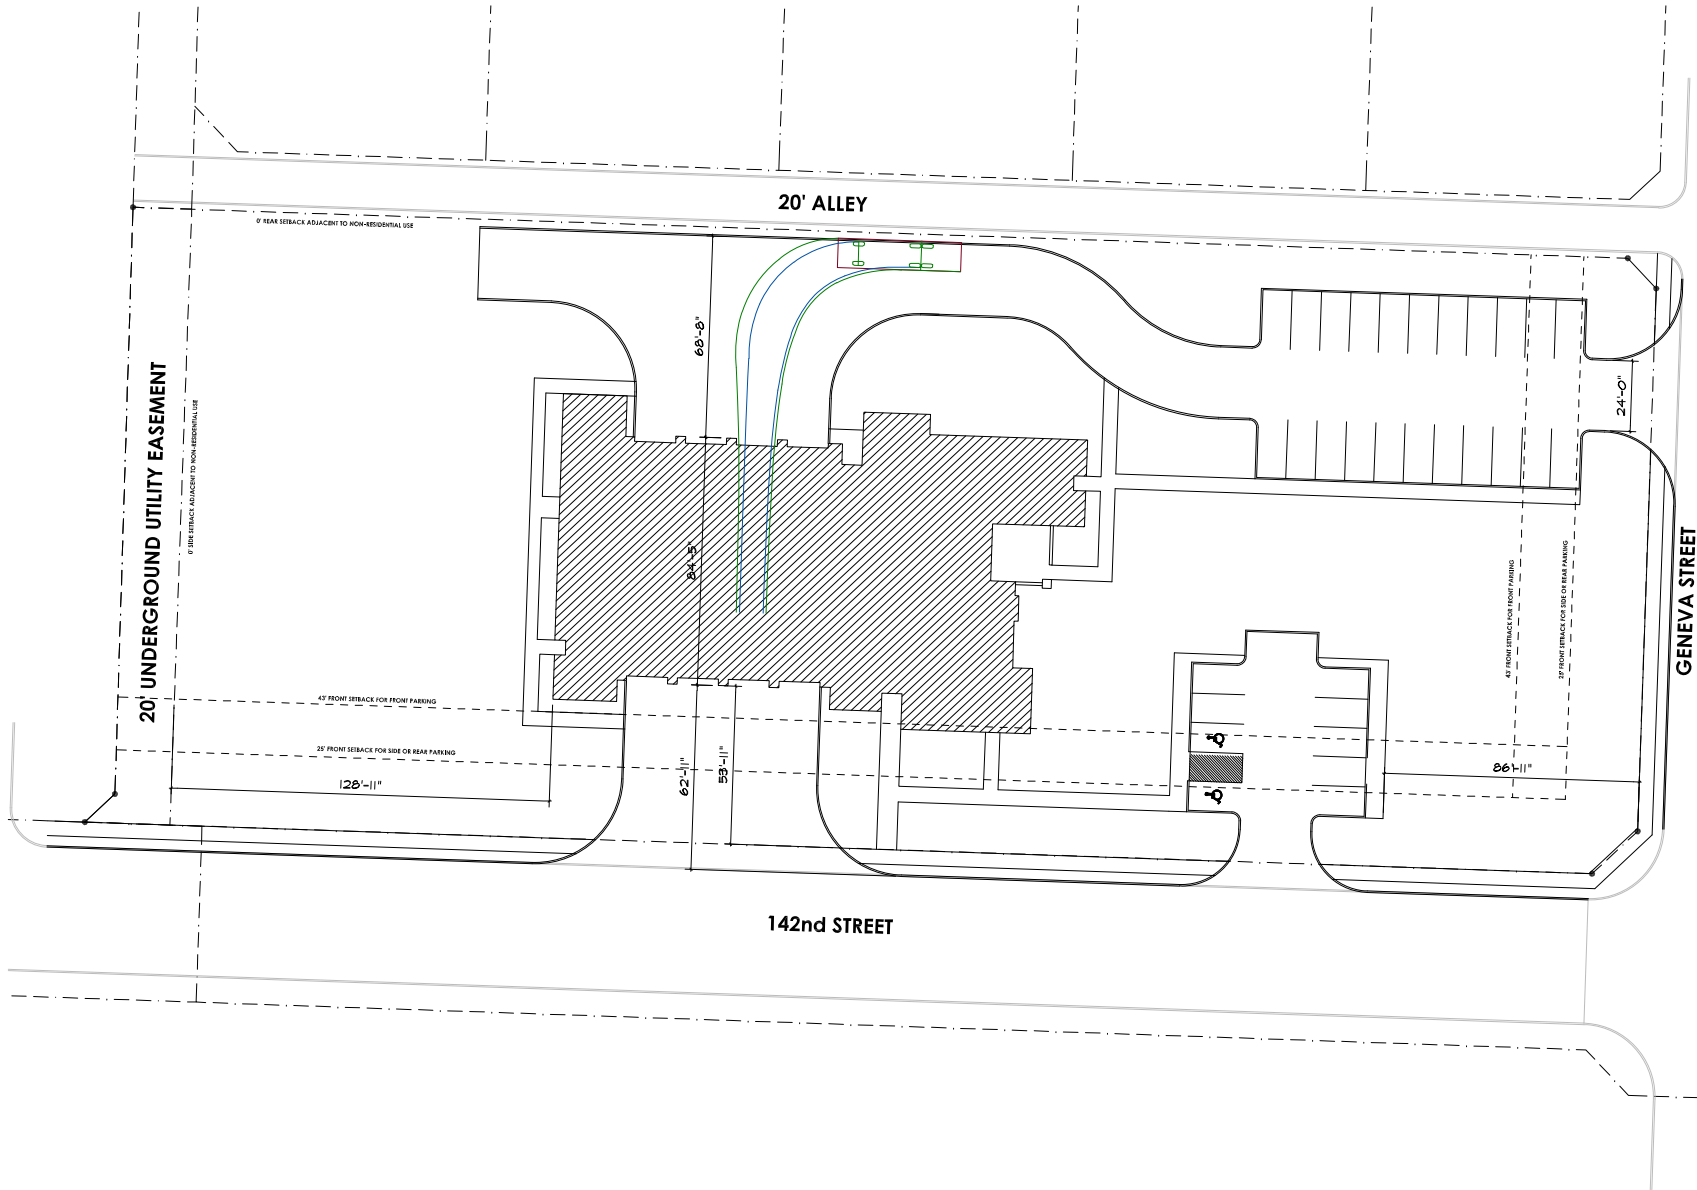 20' ALLEY
0' REAR SETBACK ADJACENT TO NON-RESIDENTIAL USE
68'-8"
24'-0"
20' UNDERGROUND UTILITY EASEMENT
0' SIDE SETBACK ADJACENT TO NON-RESIDENTIAL USE
84'-5"
43' FRONT SETBACK FOR FRONT PARKING
25' FRONT SETBACK FOR SIDE OR REAR PARKING
GENEVA STREET
43' FRONT SETBACK FOR FRONT PARKING
25' FRONT SETBACK FOR SIDE OR REAR PARKING
128'-11"
62'-11"
53'-11"
86'-11"
142nd STREET